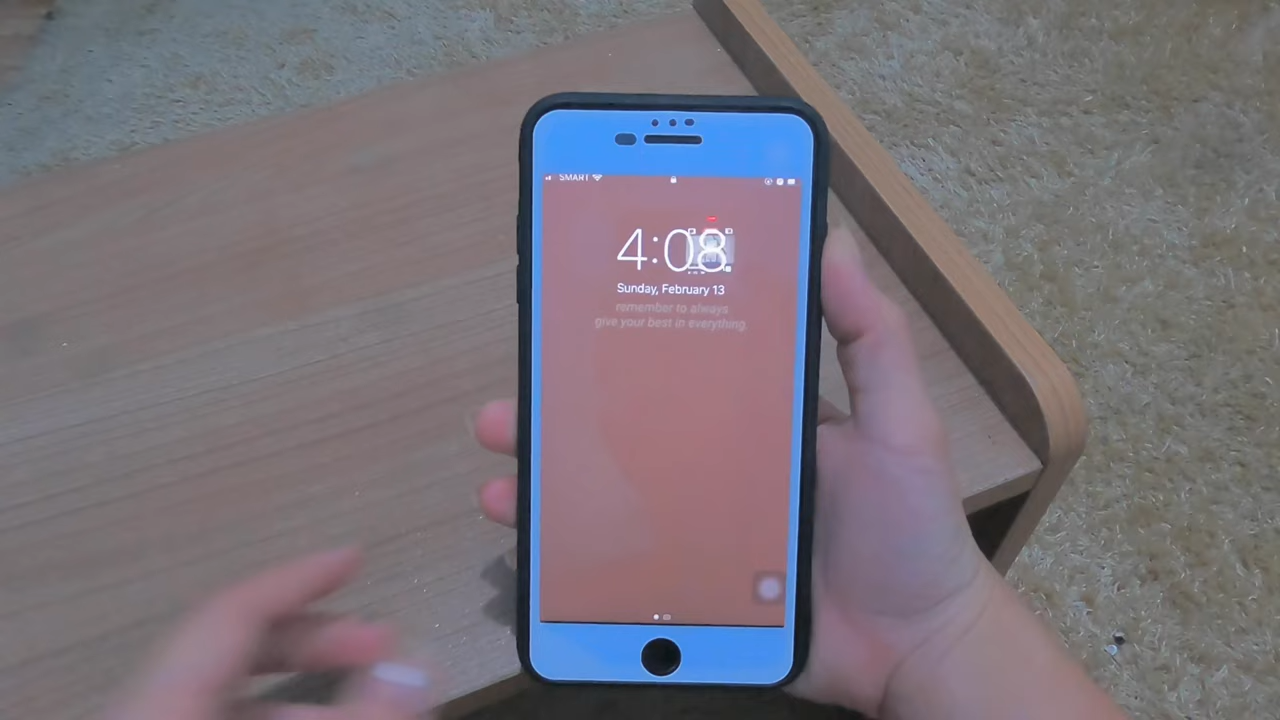 SMART
4:08
Sunday, February 13
remember to always
give your best in everything.